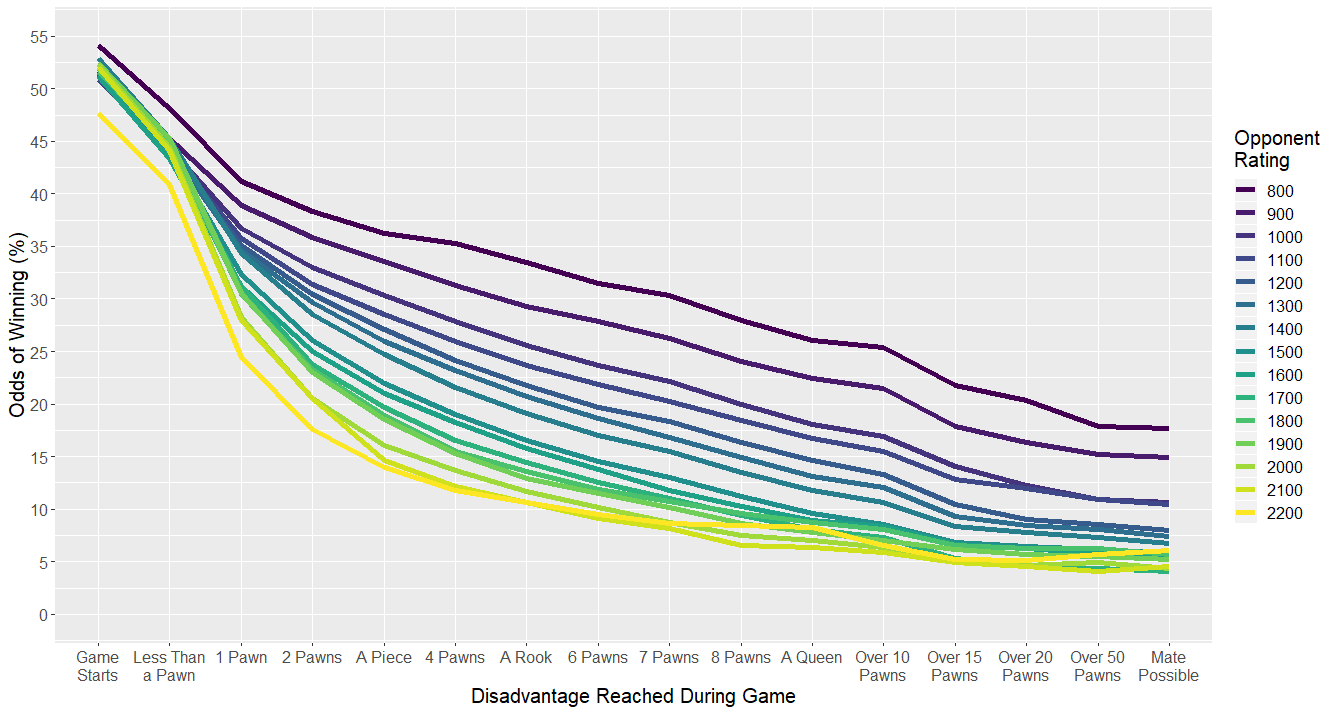 55
50
45
40
35
30
25
20
15
10
5
0
Odds of Winning (%)
Game Starts
Less Than a Pawn
1 Pawn
2 Pawns
A Piece
4 Pawns
A Rook
6 Pawns
7 Pawns
8 Pawns
A Queen
Over 10 Pawns
Over 15 Pawns
Over 20 Pawns
Over 50 Pawns
Mate Possible
Disadvantage Reached During Game
Opponent
Rating
800
900
1000
1100
1200
1300
1400
1500
1600
1700
1800
1900
2000
2100
2200